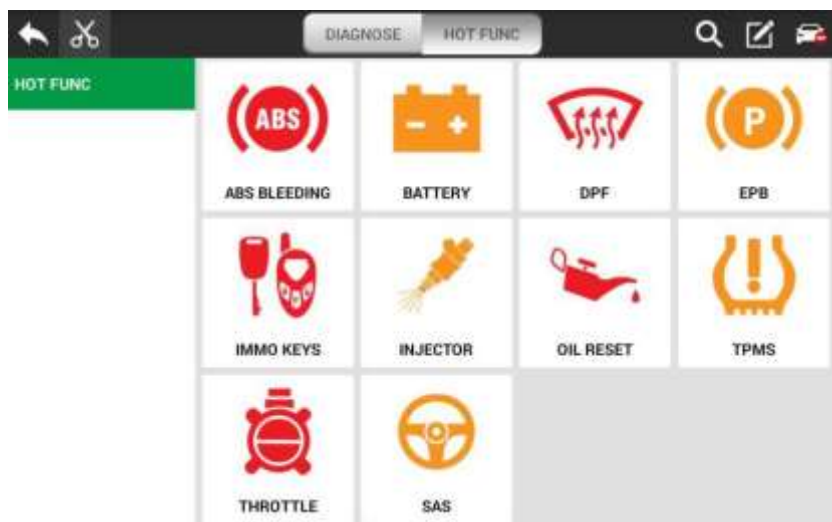 DIAGNOSE HOT FUNC
HOT FUNC
ABS
P
ABS BLEEDING BATTERY DPF EPB
IMMO KEYS INJECTOR OIL RESET TPMS
THROTTLE SAS